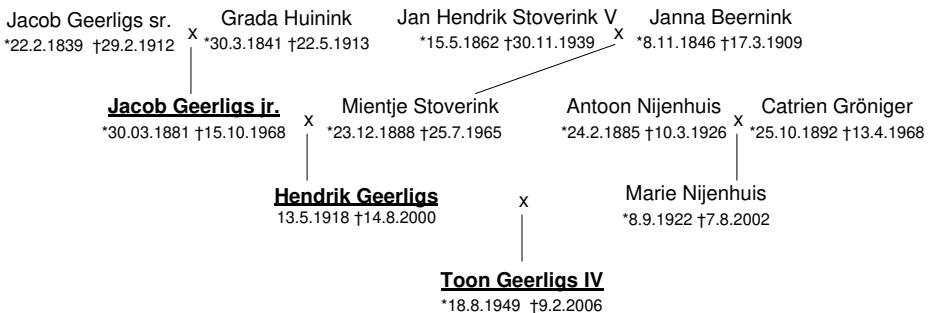 Jacob Geerligs sr. x Grada Huinink Jan Hendrik Stoverink V x Janna Beernink
*22.2.1839 †29.2.1912 *30.3.1841 †22.5.1913 *15.5.1862 †30.11.1939 *8.11.1846 †17.3.1909
Jacob Geerligs jr. x Mientje Stoverink Antoon Nijenhuis x Catrien Gröniger
*30.03.1881 †15.10.1968 *23.12.1888 †25.7.1965 *24.2.1885 †10.3.1926 *25.10.1892 †13.4.1968
Hendrik Geerligs x Marie Nijenhuis
13.5.1918 †14.8.2000 *8.9.1922 †7.8.2002
Toon Geerligs IV
*18.8.1949 †9.2.2006